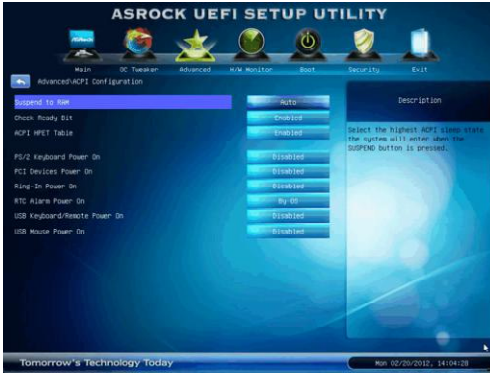 ASROCK UEFI SETUP UTILITY
Main OC Tweaker Advanced H/W Monitor Boot Security Exit
Advanced\ACPI Configuration
Suspend to RAM Auto
Check Ready Bit Enabled
ACPI HPET Table Enabled
PS/2 Keyboard Power On Disabled
PCI Devices Power On Disabled
Ring-In Power On Disabled
RTC Alarm Power On By OS
USB Keyboard/Remote Power On Disabled
USB Mouse Power On Disabled
Description
Select the highest ACPI sleep state
the system will enter when the
SUSPEND button is pressed.
Tomorrow's Technology Today
Mon 02/20/2012, 14:04:28